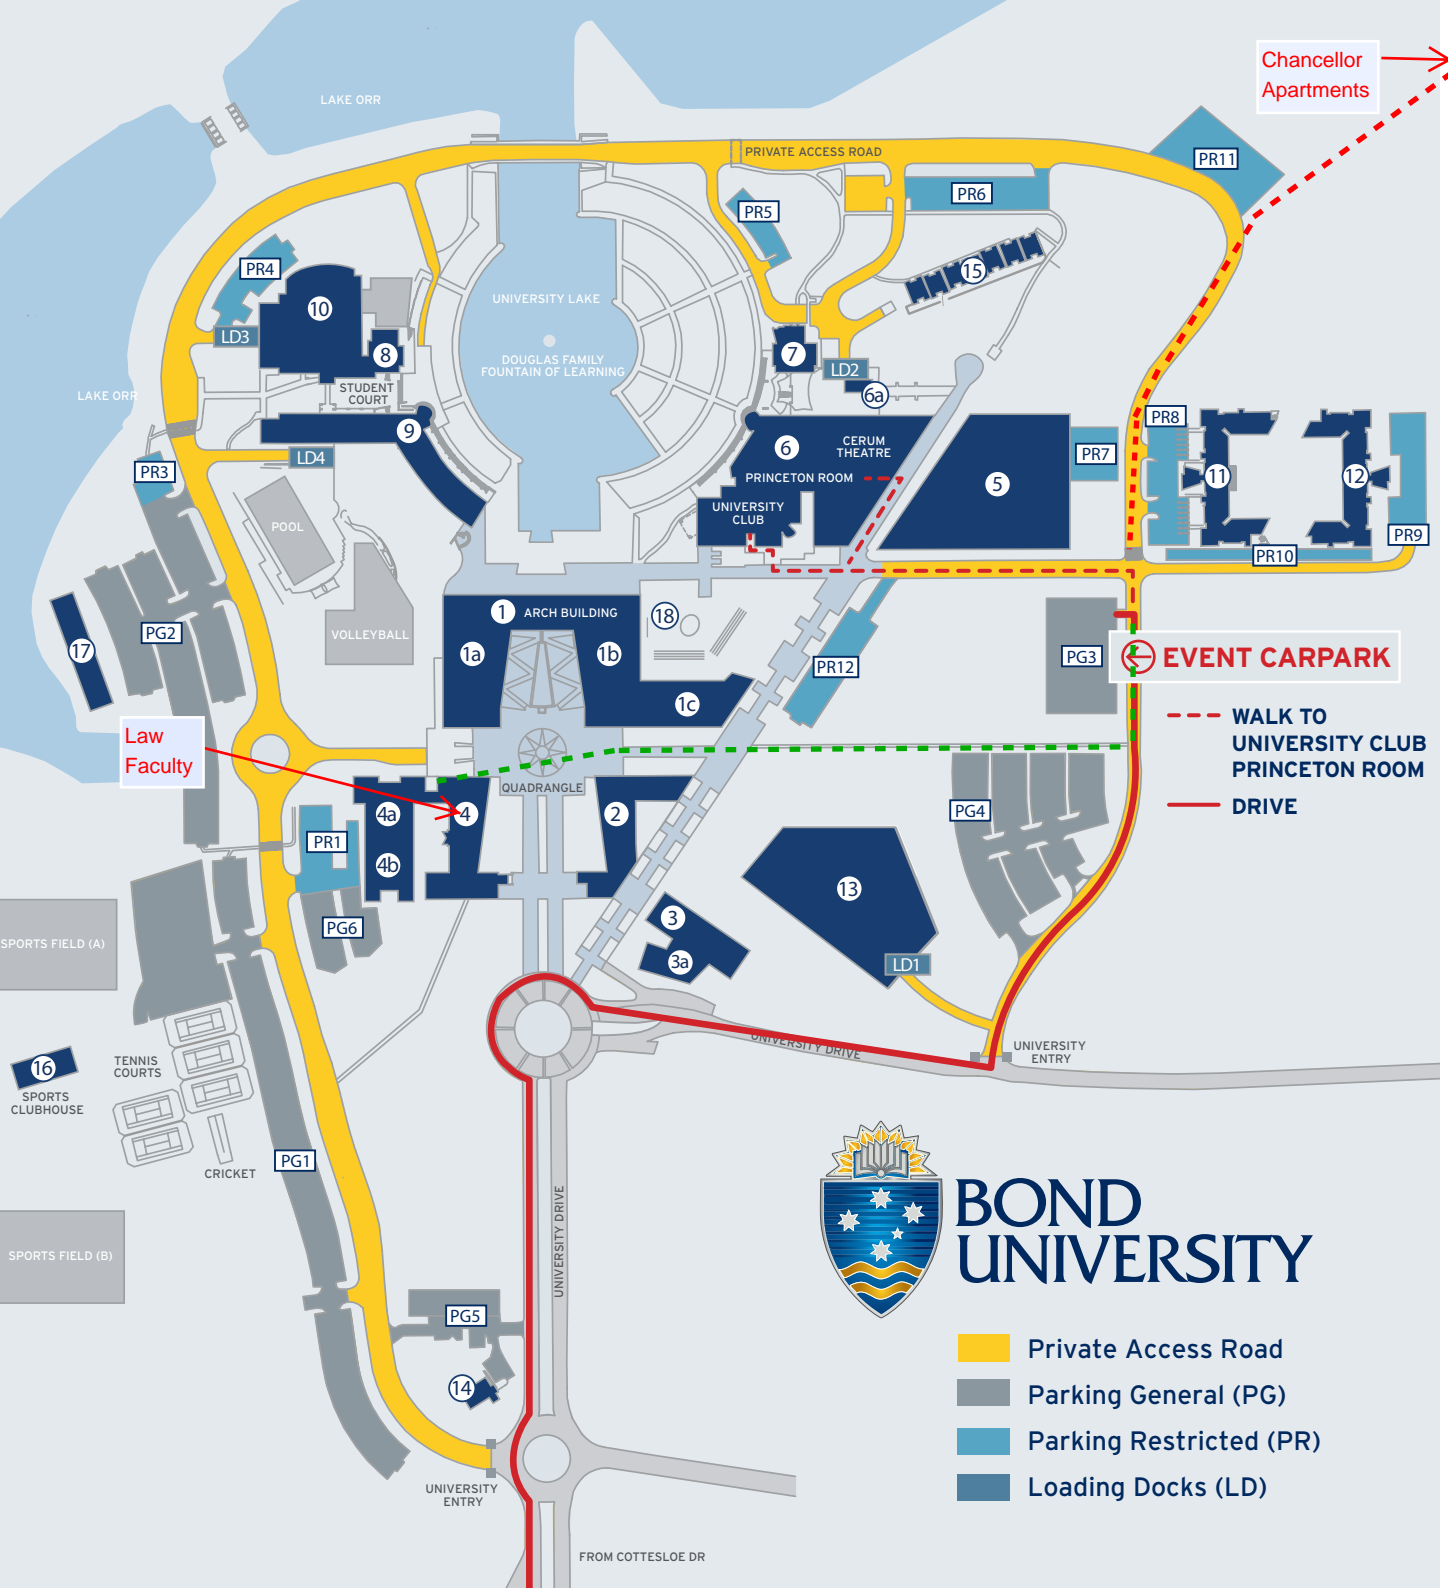 Chancellor
Apartments
LAKE ORR
PRIVATE ACCESS ROAD
PR11
PR6
PR5
PR4
15
UNIVERSITY LAKE
10
LD3
8
7
DOUGLAS FAMILY
FOUNTAIN OF LEARNING
LD2
STUDENT
COURT
LAKE ORR
6a
PR8
9
6
CERUM
THEATRE
LD4
PR7
PR3
PRINCETON ROOM
5
11
12
UNIVERSITY
CLUB
POOL
PR9
PR10
1
ARCH BUILDING
18
VOLLEYBALL
PG2
17
1a
1b
PR12
PG3
EVENT CARPARK
1c
WALK TO
UNIVERSITY CLUB
PRINCETON ROOM
Law
Faculty
QUADRANGLE
DRIVE
4a
4
2
PG4
PR1
4b
13
3
PG6
SPORTS FIELD (A)
3a
LD1
UNIVERSITY DRIVE
UNIVERSITY
ENTRY
TENNIS
COURTS
16
SPORTS
CLUBHOUSE
PG1
CRICKET
UNIVERSITY DRIVE
BOND
UNIVERSITY
SPORTS FIELD (B)
PG5
Private Access Road
14
Parking General (PG)
Parking Restricted (PR)
UNIVERSITY
ENTRY
Loading Docks (LD)
FROM COTTESLOE DR